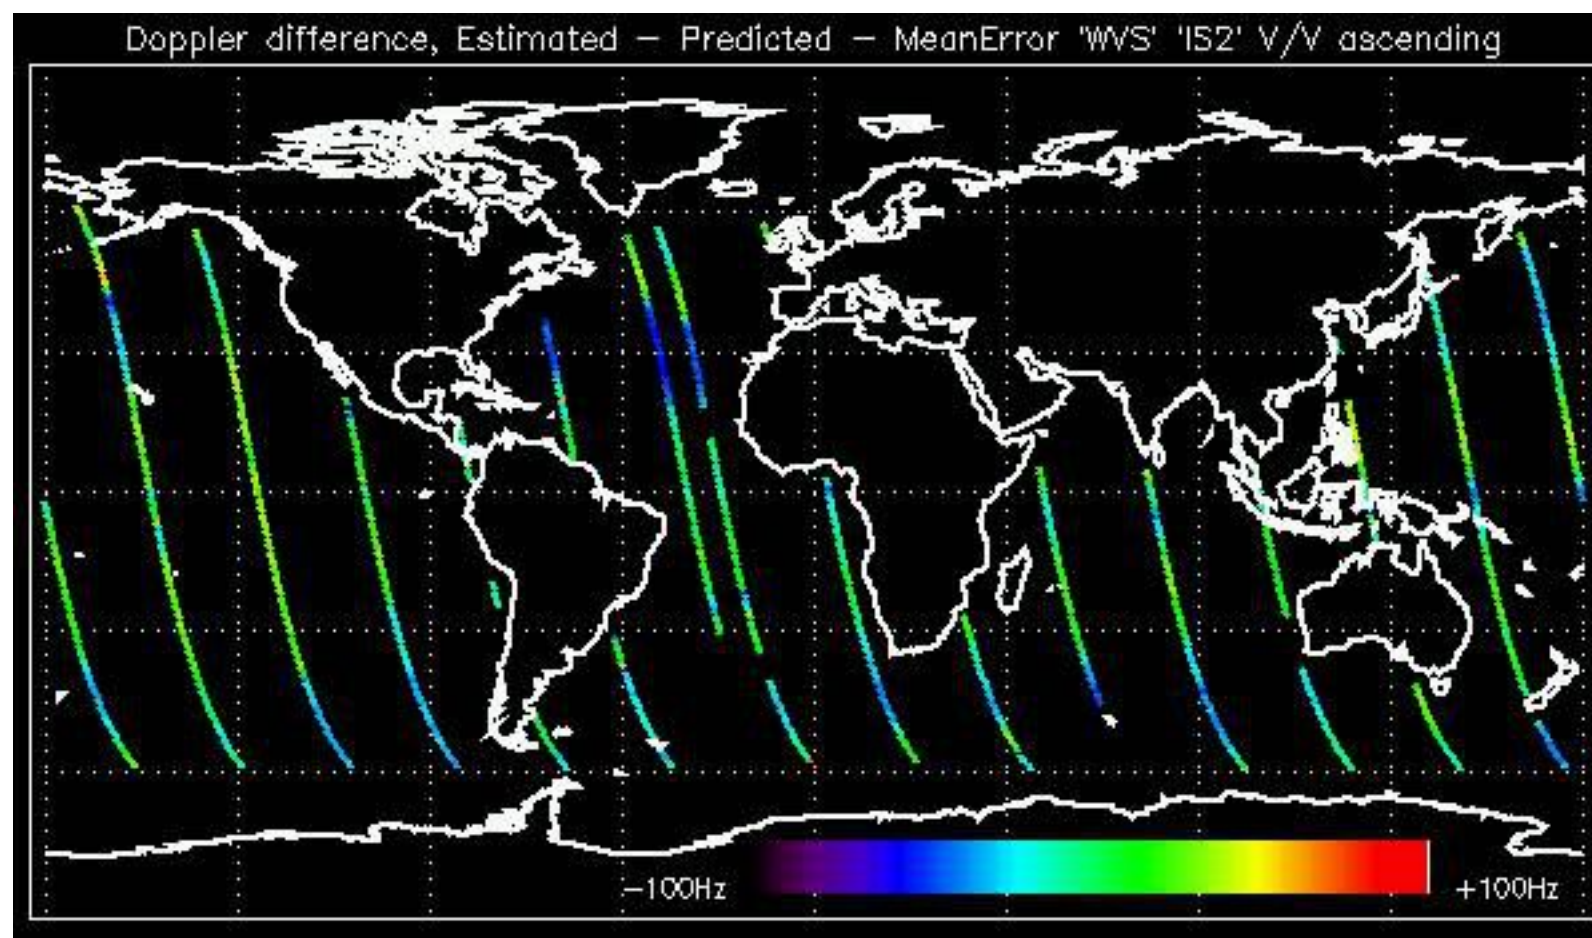 Doppler difference, Estimated – Predicted – MeanError 'WVS' 'IS2' V/V ascending
–100Hz +100Hz